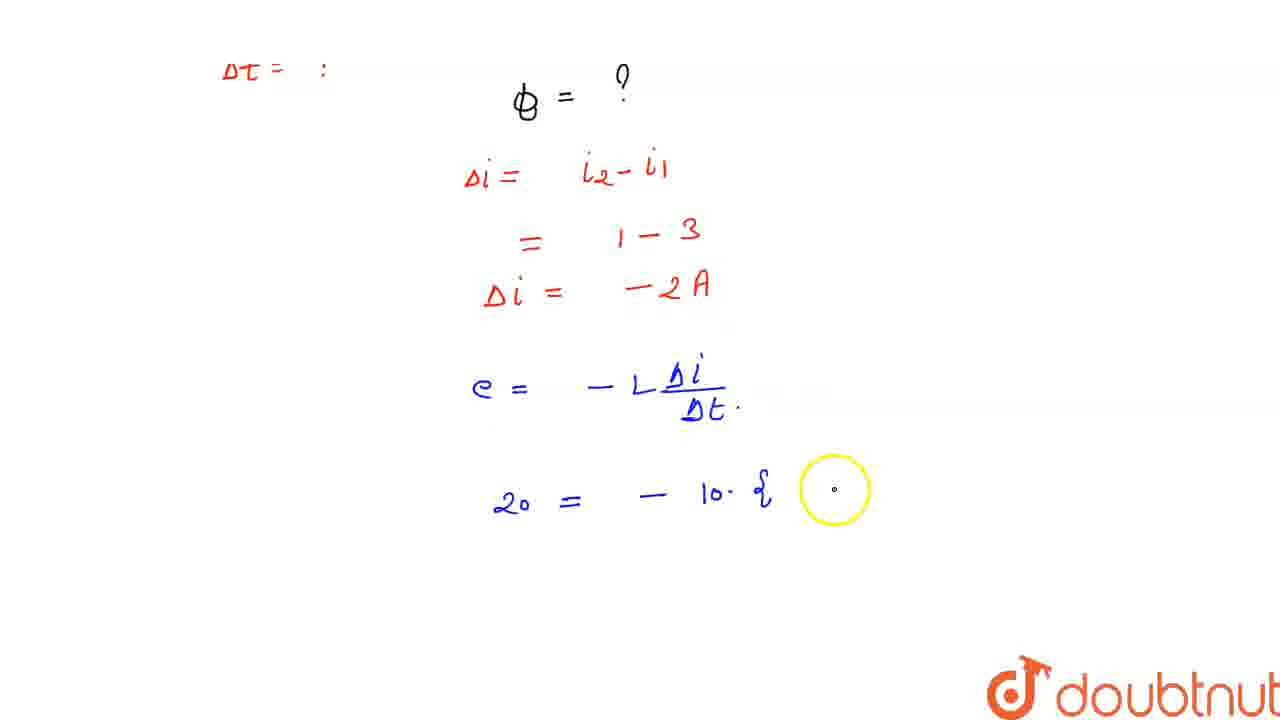 Δt = :
Φ = ?
Δi = i2 - i1
= 1 - 3
Δi = - 2 A
e = - L Δi / Δt .
20 = - 10 . {
doubtnut